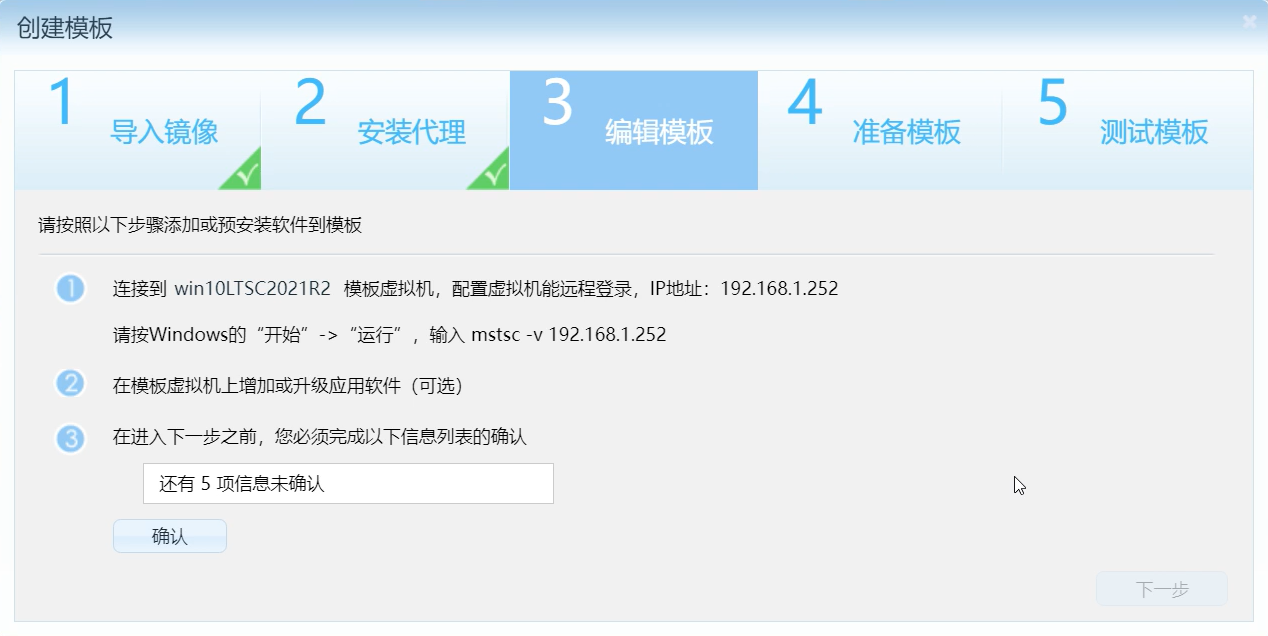 创建模板
1 导入镜像
2 安装代理
3 编辑模板
4 准备模板
5 测试模板
请按照以下步骤添加或预安装软件到模板
1 连接到 win10LTSC2021R2 模板虚拟机，配置虚拟机能远程登录，IP地址：192.168.1.252
请按Windows的“开始”->“运行”，输入 mstsc -v 192.168.1.252
2 在模板虚拟机上增加或升级应用软件（可选）
3 在进入下一步之前，您必须完成以下信息列表的确认
还有 5 项信息未确认
确认
下一步